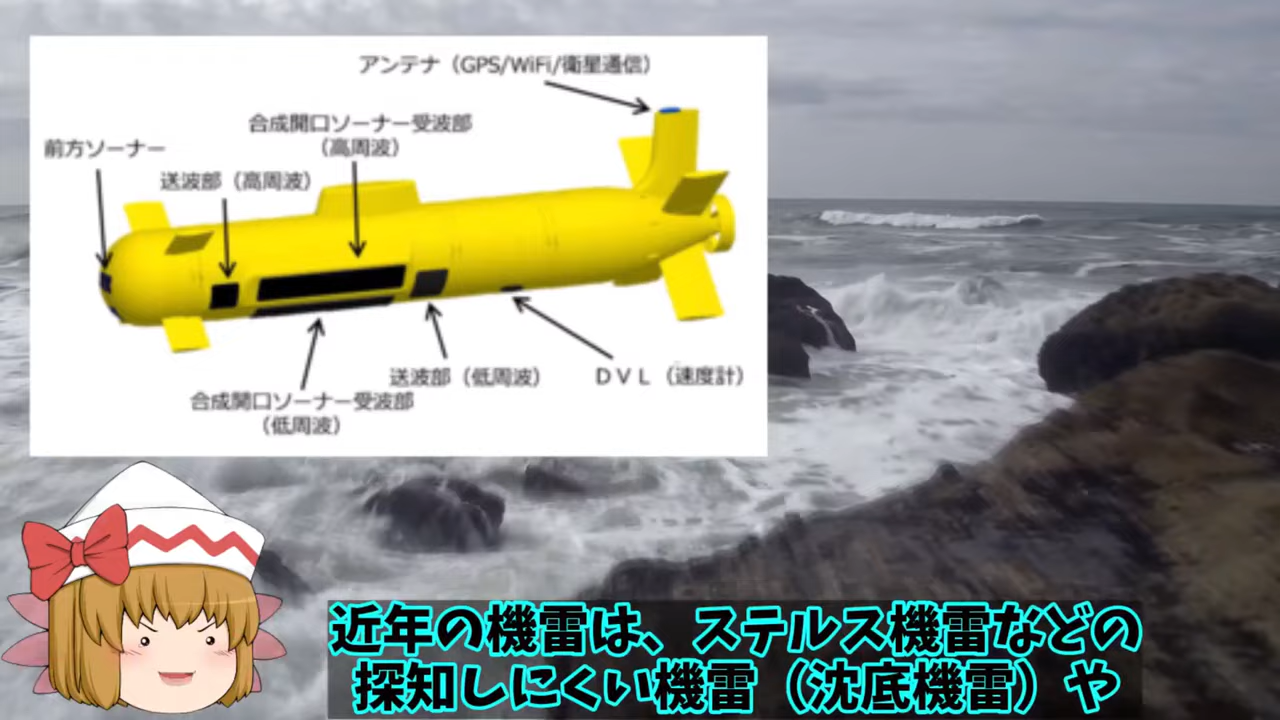 アンテナ（GPS/WiFi/衛星通信）
合成開口ソーナー受波部
（高周波）
前方ソーナー
送波部（高周波）
送波部（低周波）
DVL（速度計）
合成開口ソーナー受波部
（低周波）
近年の機雷は、ステルス機雷などの
探知しにくい機雷（沈底機雷）や